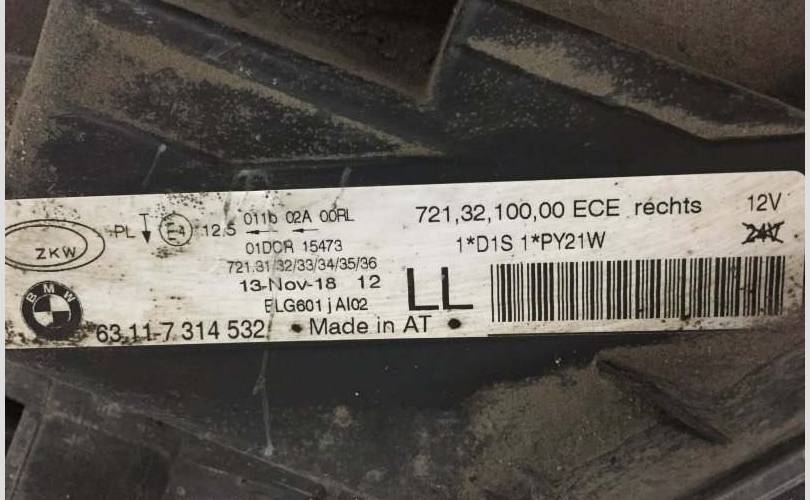 PL E4 12,5 011b 02A 00RL
01DCR 15473
721.31/32/33/34/35/36
13-Nov-18 12
ELG601 j AI02
ZKW
BMW
63.11-7 314 532 • Made in AT •
LL
721,32,100,00 ECE rechts 12V
1*D1S 1*PY21W 24V